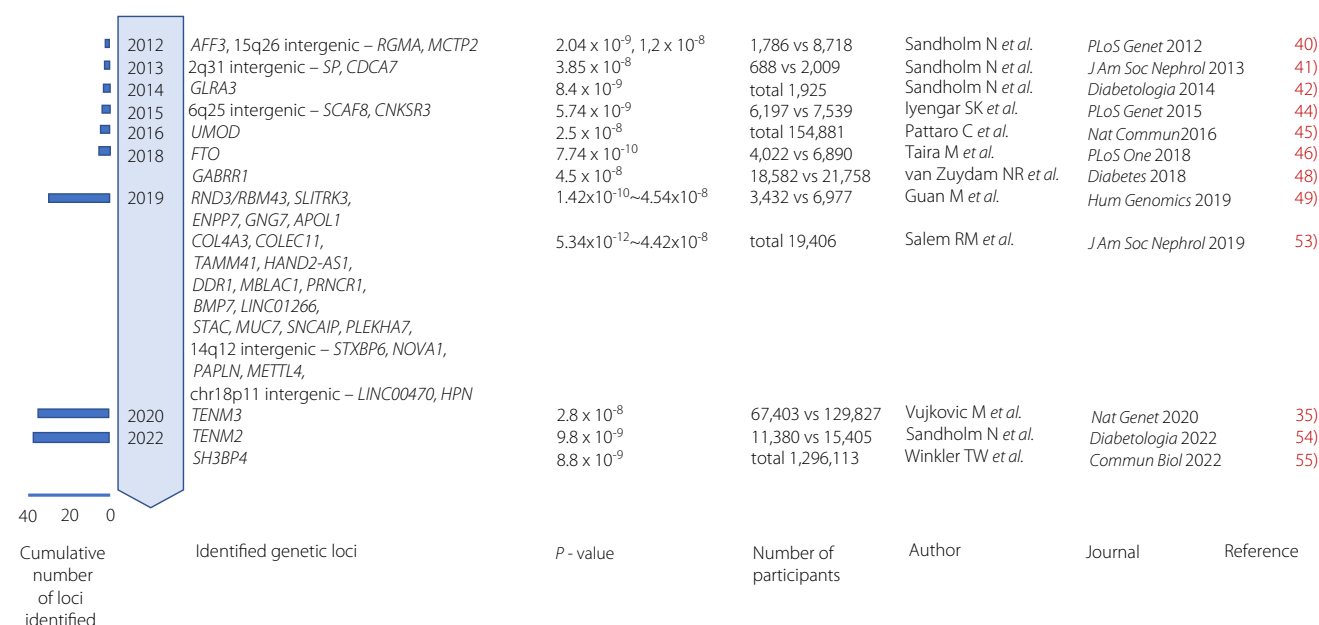 2012 AFF3, 15q26 intergenic – RGMA, MCTP2 2.04 x 10-9, 1,2 x 10-8 1,786 vs 8,718 Sandholm N et al. PLoS Genet 2012 40)
2013 2q31 intergenic – SP, CDCA7 3.85 x 10-8 688 vs 2,009 Sandholm N et al. J Am Soc Nephrol 2013 41)
2014 GLRA3 8.4 x 10-9 total 1,925 Sandholm N et al. Diabetologia 2014 42)
2015 6q25 intergenic – SCAF8, CNKSR3 5.74 x 10-9 6,197 vs 7,539 Iyengar SK et al. PLoS Genet 2015 44)
2016 UMOD 2.5 x 10-8 total 154,881 Pattaro C et al. Nat Commun2016 45)
2018 FTO 7.74 x 10-10 4,022 vs 6,890 Taira M et al. PLoS One 2018 46)
GABRR1 4.5 x 10-8 18,582 vs 21,758 van Zuydam NR et al. Diabetes 2018 48)
2019 RND3/RBM43, SLITRK3, 1.42x10-10~4.54x10-8 3,432 vs 6,977 Guan M et al. Hum Genomics 2019 49)
ENPP7, GNG7, APOL1
COL4A3, COLEC11, 5.34x10-12~4.42x10-8 total 19,406 Salem RM et al. J Am Soc Nephrol 2019 53)
TAMM41, HAND2-AS1,
DDR1, MBLAC1, PRNCR1,
BMP7, LINC01266,
STAC, MUC7, SNCAIP, PLEKHA7,
14q12 intergenic – STXBP6, NOVA1,
PAPLN, METTL4,
chr18p11 intergenic – LINC00470, HPN
2020 TENM3 2.8 x 10-8 67,403 vs 129,827 Vujkovic M et al. Nat Genet 2020 35)
2022 TENM2 9.8 x 10-9 11,380 vs 15,405 Sandholm N et al. Diabetologia 2022 54)
SH3BP4 8.8 x 10-9 total 1,296,113 Winkler TW et al. Commun Biol 2022 55)
40 20 0
Cumulative
number
of loci
identified
Identified genetic loci
P - value
Number of
participants
Author
Journal
Reference